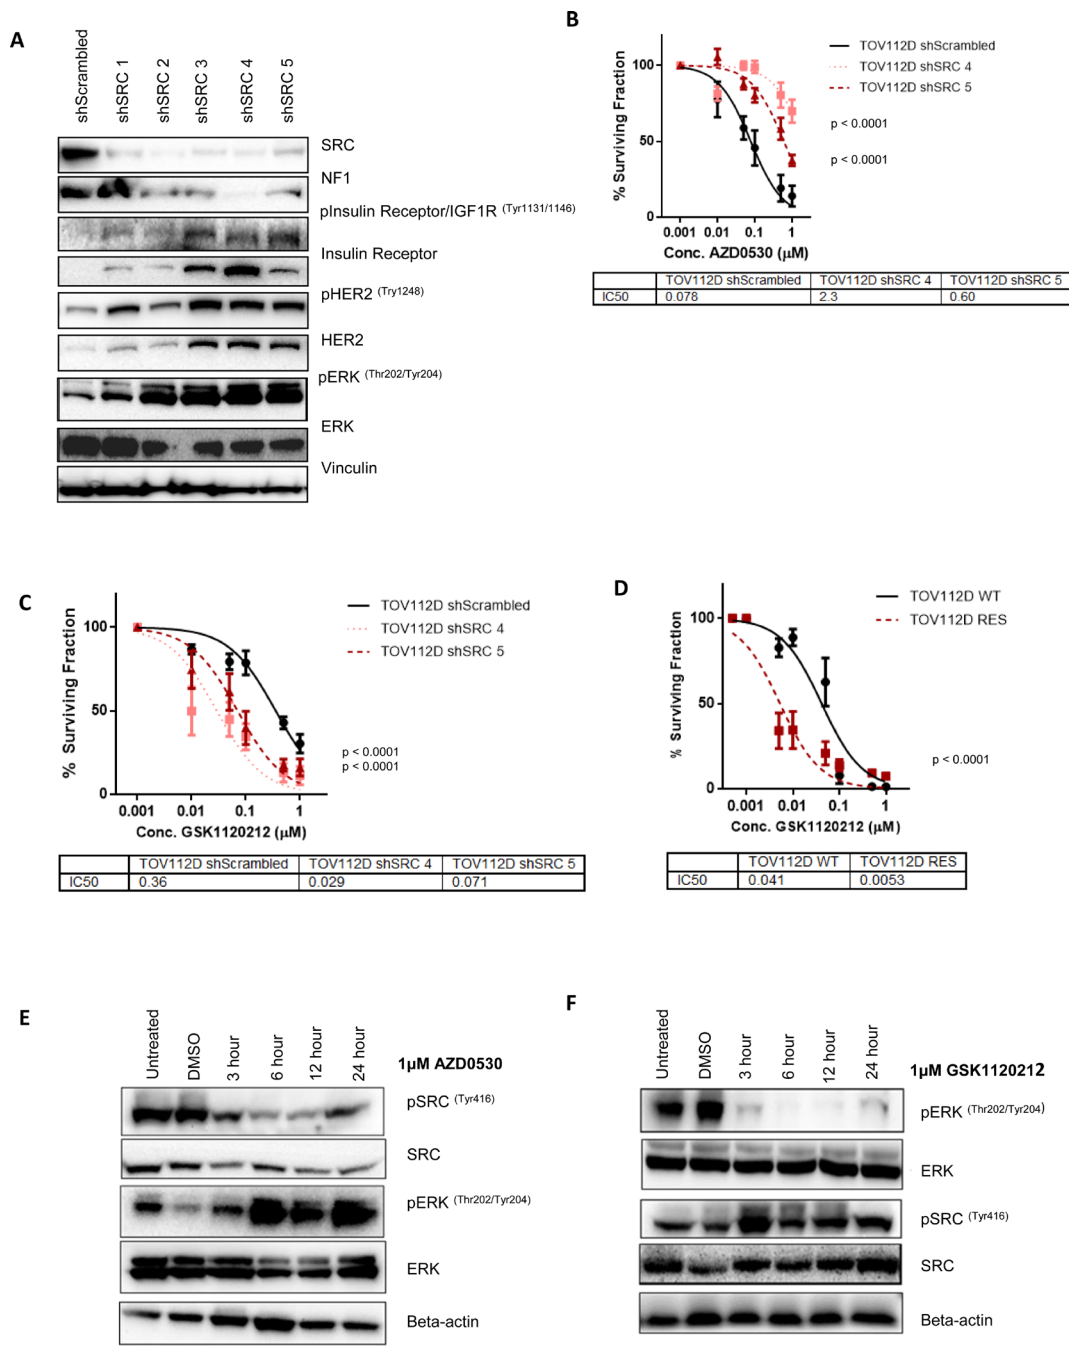 A
shScrambled
shSRC 1
shSRC 2
shSRC 3
shSRC 4
shSRC 5
SRC
NF1
pInsulin Receptor/IGF1R (Tyr1131/1146)
Insulin Receptor
pHER2 (Try1248)
HER2
pERK (Thr202/Tyr204)
ERK
Vinculin
B
% Surviving Fraction
100
50
0
0.001 0.01 0.1 1
Conc. AZD0530 (μM)
TOV112D shScrambled
TOV112D shSRC 4
TOV112D shSRC 5
p < 0.0001
p < 0.0001
TOV112D shScrambled TOV112D shSRC 4 TOV112D shSRC 5
IC50 0.078 2.3 0.60
C
% Surviving Fraction
100
50
0
0.001 0.01 0.1 1
Conc. GSK1120212 (μM)
TOV112D shScrambled
TOV112D shSRC 4
TOV112D shSRC 5
p < 0.0001
p < 0.0001
TOV112D shScrambled TOV112D shSRC 4 TOV112D shSRC 5
IC50 0.36 0.029 0.071
D
% Surviving Fraction
100
50
0
0.001 0.01 0.1 1
Conc. GSK1120212 (μM)
TOV112D WT
TOV112D RES
p < 0.0001
TOV112D WT TOV112D RES
IC50 0.041 0.0053
E
Untreated
DMSO
3 hour
6 hour
12 hour
24 hour
1μM AZD0530
pSRC (Tyr416)
SRC
pERK (Thr202/Tyr204)
ERK
Beta-actin
F
Untreated
DMSO
3 hour
6 hour
12 hour
24 hour
1μM GSK1120212
pERK (Thr202/Tyr204)
ERK
pSRC (Tyr416)
SRC
Beta-actin